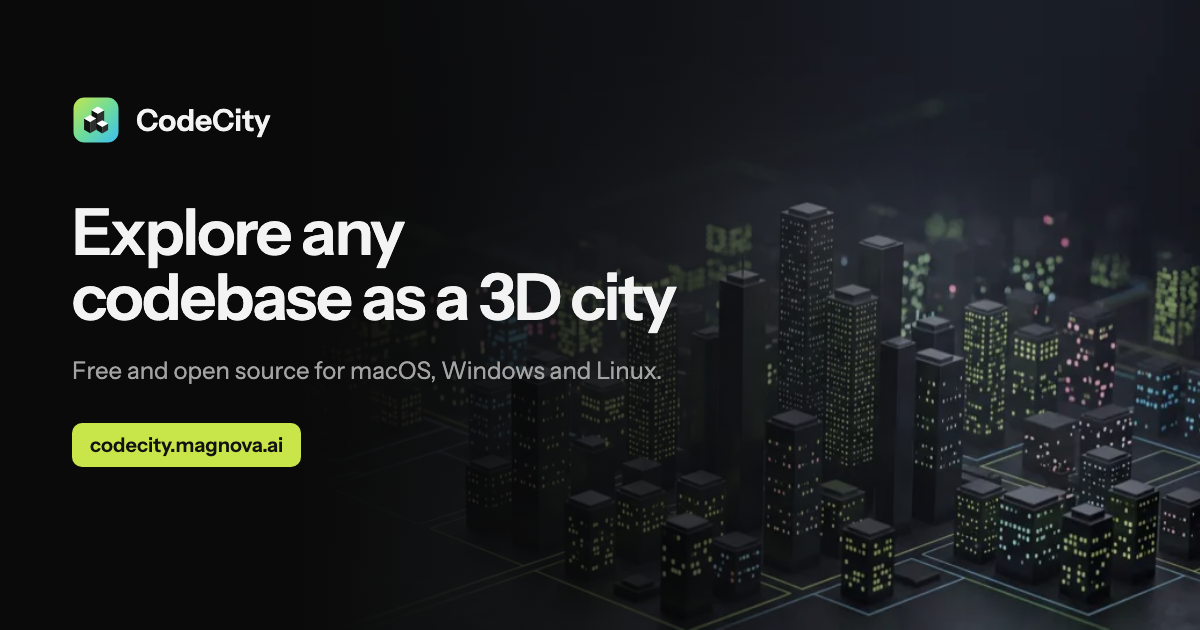 CodeCity
Explore any
codebase as a 3D city
Free and open source for macOS, Windows and Linux.
codecity.magnova.ai